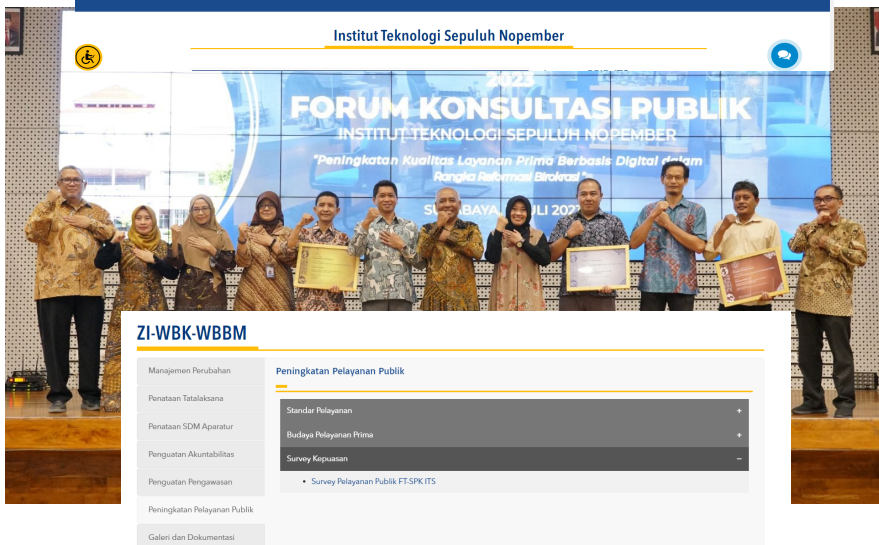 Institut Teknologi Sepuluh Nopember
2023
FORUM KONSULTASI PUBLIK
INSTITUT TEKNOLOGI SEPULUH NOPEMBER
"Peningkatan Kualitas Layanan Prima Berbasis Digital dalam
Rangka Reformasi Birokrasi"
ZI-WBK-WBBM
Manajemen Perubahan
Penataan Tatalaksana
Penataan SDM Aparatur
Penguatan Akuntabilitas
Penguatan Pengawasan
Peningkatan Pelayanan Publik
Galeri dan Dokumentasi
Peningkatan Pelayanan Publik
Standar Pelayanan +
Budaya Pelayanan Prima +
Survey Kepuasan –
• Survey Pelayanan Publik FT-SPK ITS